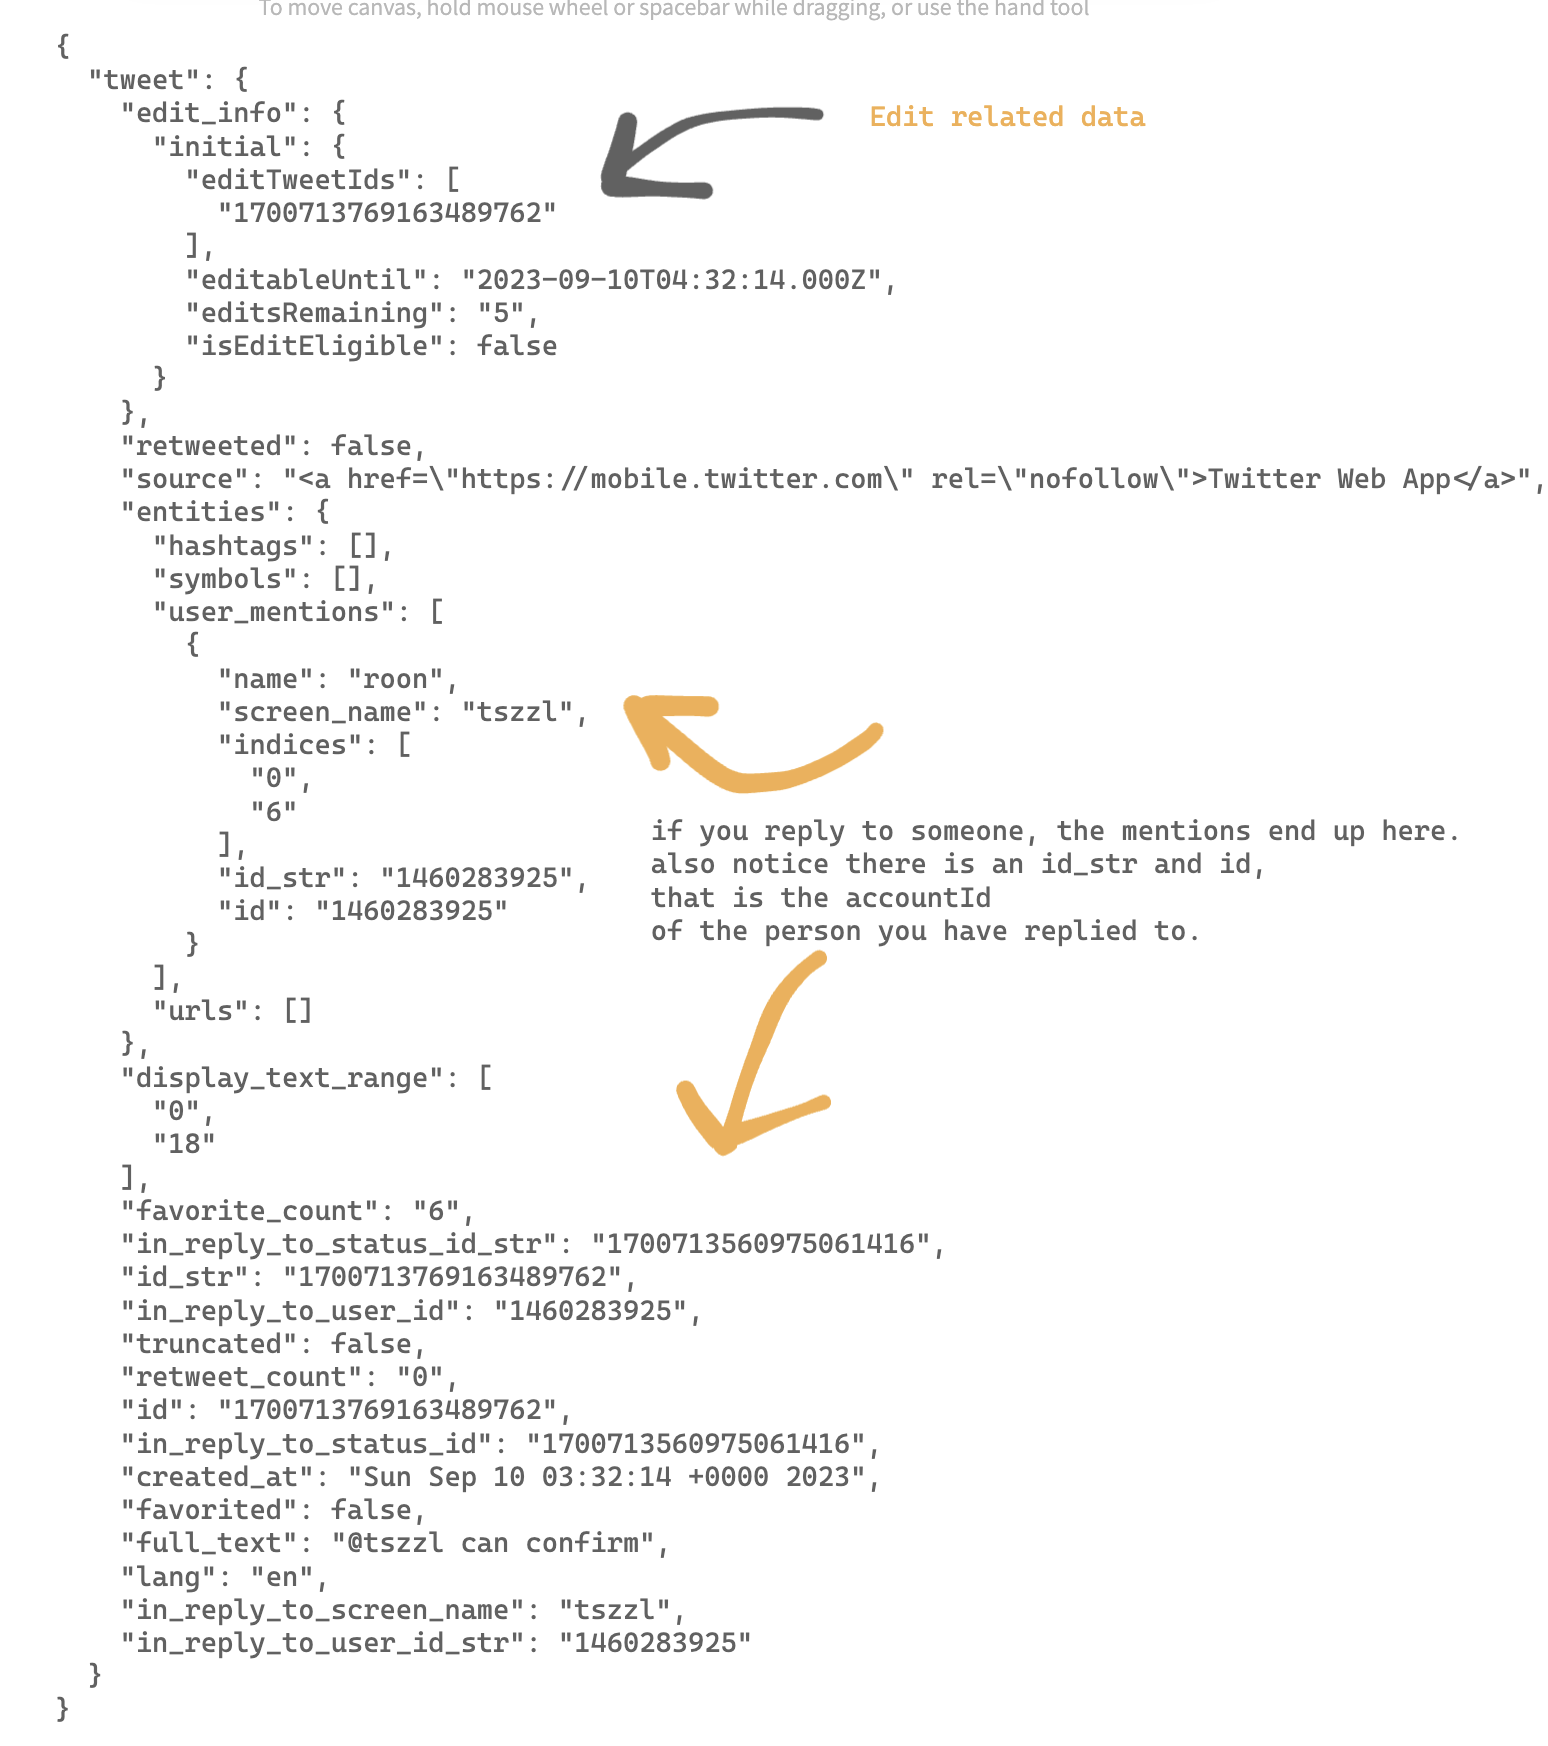 To move canvas, hold mouse wheel or spacebar while dragging, or use the hand tool
{
  "tweet": {
    "edit_info": {
Edit related data
      "initial": {
        "editTweetIds": [
          "1700713769163489762"
        ],
        "editableUntil": "2023-09-10T04:32:14.000Z",
        "editsRemaining": "5",
        "isEditEligible": false
      }
    },
    "retweeted": false,
    "source": "<a href=\"https://mobile.twitter.com\" rel=\"nofollow\">Twitter Web App</a>",
    "entities": {
      "hashtags": [],
      "symbols": [],
      "user_mentions": [
        {
          "name": "roon",
          "screen_name": "tszzl",
          "indices": [
            "0",
            "6"
          ],
          "id_str": "1460283925",
          "id": "1460283925"
        }
      ],
if you reply to someone, the mentions end up here.
also notice there is an id_str and id,
that is the accountId
of the person you have replied to.
      "urls": []
    },
    "display_text_range": [
      "0",
      "18"
    ],
    "favorite_count": "6",
    "in_reply_to_status_id_str": "1700713560975061416",
    "id_str": "1700713769163489762",
    "in_reply_to_user_id": "1460283925",
    "truncated": false,
    "retweet_count": "0",
    "id": "1700713769163489762",
    "in_reply_to_status_id": "1700713560975061416",
    "created_at": "Sun Sep 10 03:32:14 +0000 2023",
    "favorited": false,
    "full_text": "@tszzl can confirm",
    "lang": "en",
    "in_reply_to_screen_name": "tszzl",
    "in_reply_to_user_id_str": "1460283925"
  }
}